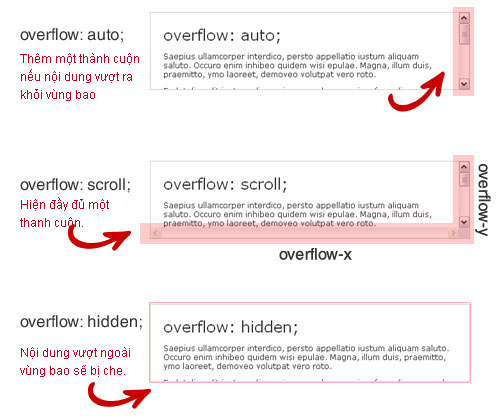 overflow: auto;
Thêm một thành cuộn
nếu nội dung vượt ra
khỏi vùng bao
overflow: auto;
Saepius ullamcorper interdico, persto appellatio iustum aliquam
saluto. Occuro enim inhibeo quidem wisi epulae. Magna, illum duis,
praemitto, ymo laoreet, demoveo volutpat vero roto.
overflow: scroll;
Hiện đầy đủ một
thanh cuộn.
overflow: scroll;
Saepius ullamcorper interdico, persto appellatio iustum aliquam
saluto. Occuro enim inhibeo quidem wisi epulae. Magna, illum duis,
praemitto, ymo laoreet, demoveo volutpat vero roto.
overflow-y
overflow-x
overflow: hidden;
Nội dung vượt ngoài
vùng bao sẽ bị che.
overflow: hidden;
Saepius ullamcorper interdico, persto appellatio iustum aliquam saluto.
Occuro enim inhibeo quidem wisi epulae. Magna, illum duis, praemitto,
ymo laoreet, demoveo volutpat vero roto.